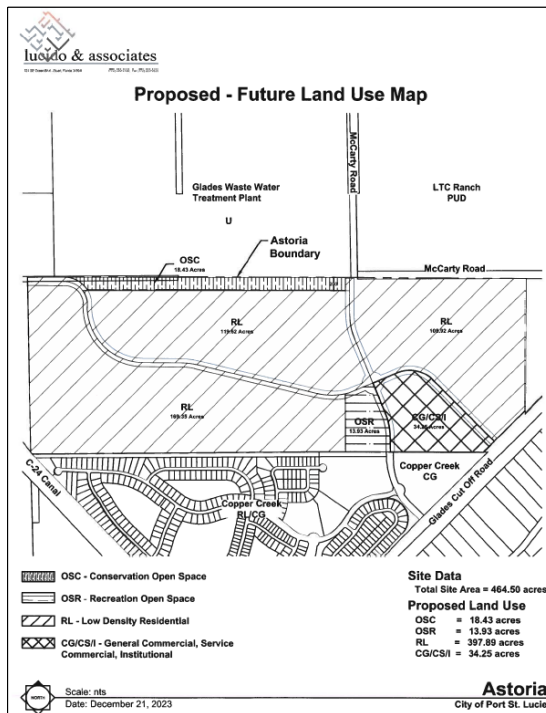 lucido & associates
Proposed - Future Land Use Map
McCarty Road
Glades Waste Water
Treatment Plant
U
LTC Ranch
PUD
Astoria
Boundary
OSC
18.43 Acres
McCarty Road
RL
RL
RL
OSR
13.93 Acres
CG/CS/I
34.25 Acres
C-24 Canal
Copper Creek
RL/CG
Copper Creek
CG
Glades Cut Off Road
OSC - Conservation Open Space
OSR - Recreation Open Space
RL - Low Density Residential
CG/CS/I - General Commercial, Service
Commercial, Institutional
Site Data
Total Site Area = 464.50 acres
Proposed Land Use
OSC = 18.43 acres
OSR = 13.93 acres
RL = 397.89 acres
CG/CS/I = 34.25 acres
NORTH
Scale: nts
Date: December 21, 2023
Astoria
City of Port St. Lucie